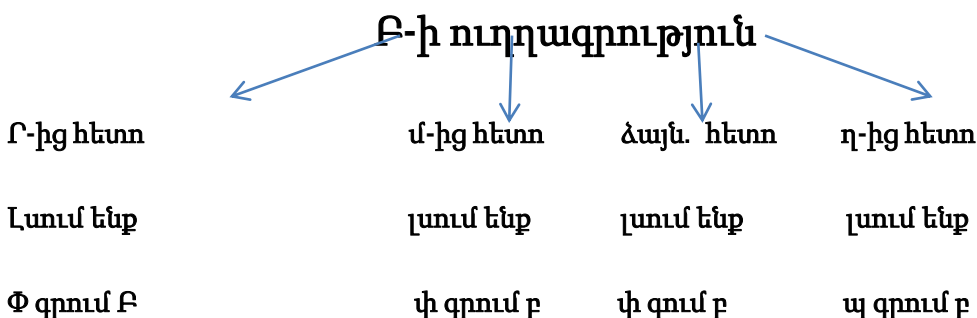 Բ-ի ուղղագրություն
Ր-ից հետո մ-ից հետո ձայն. հետո ղ-ից հետո
Լսում ենք լսում ենք լսում ենք լսում ենք
Փ գրում Բ փ գրում բ փ գում բ պ գրում բ